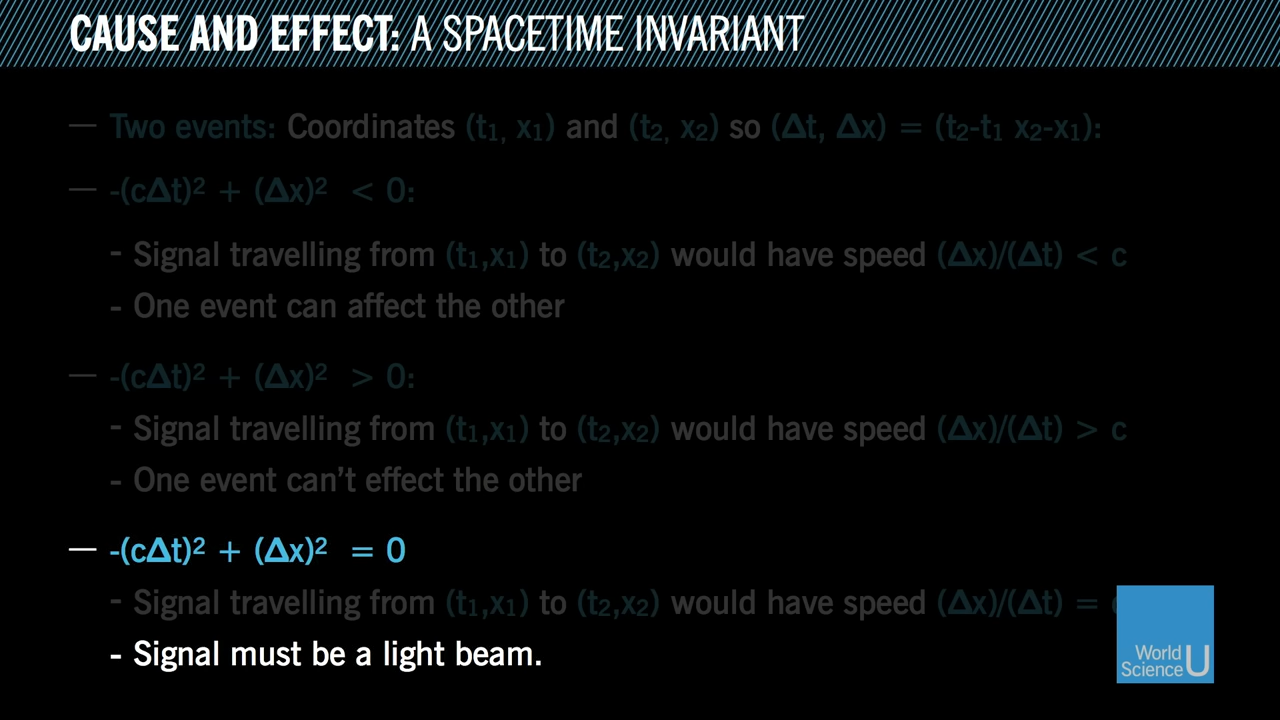 CAUSE AND EFFECT: A SPACETIME INVARIANT
— Two events: Coordinates (t₁, x₁) and (t₂, x₂) so (Δt, Δx) = (t₂-t₁ x₂-x₁):
— -(cΔt)² + (Δx)² < 0:
- Signal travelling from (t₁,x₁) to (t₂,x₂) would have speed (Δx)/(Δt) < c
- One event can affect the other
— -(cΔt)² + (Δx)² > 0:
- Signal travelling from (t₁,x₁) to (t₂,x₂) would have speed (Δx)/(Δt) > c
- One event can't effect the other
— -(cΔt)² + (Δx)² = 0
- Signal travelling from (t₁,x₁) to (t₂,x₂) would have speed (Δx)/(Δt) = c
- Signal must be a light beam.
World
Science U